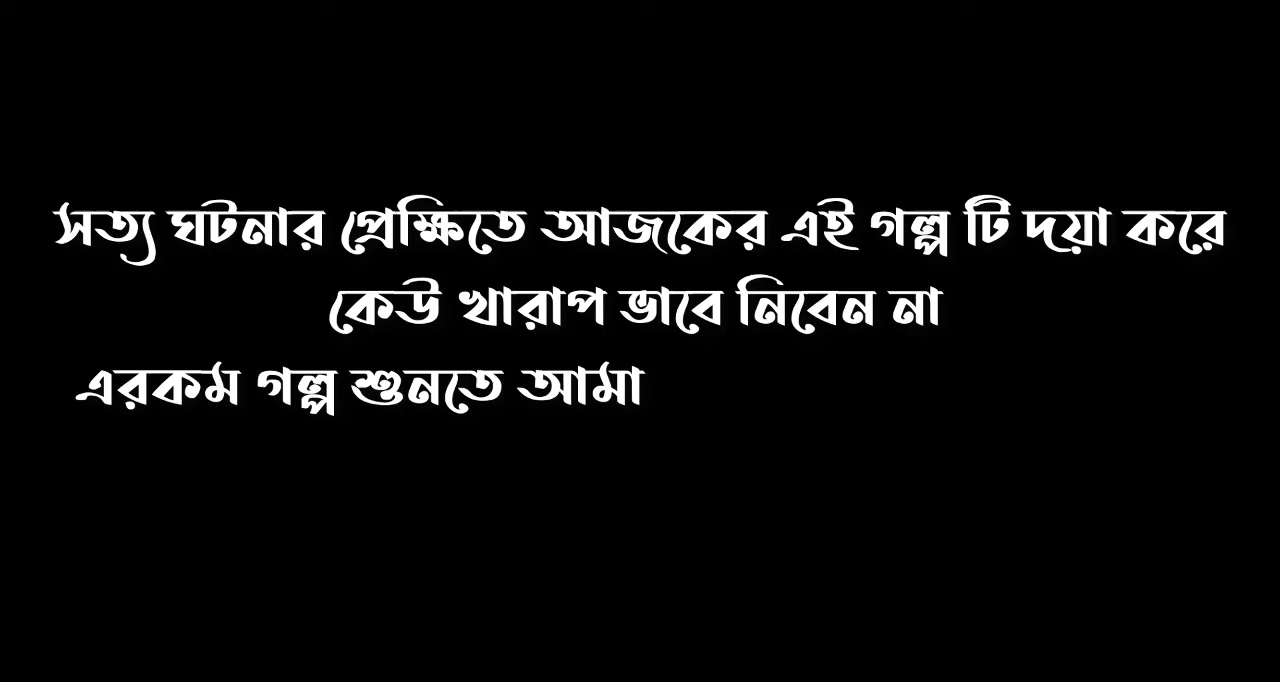 সত্য ঘটনার প্রেক্ষিতে আজকের এই গল্প টি দয়া করে
কেউ খারাপ ভাবে নিবেন না
এরকম গল্প শুনতে আমা